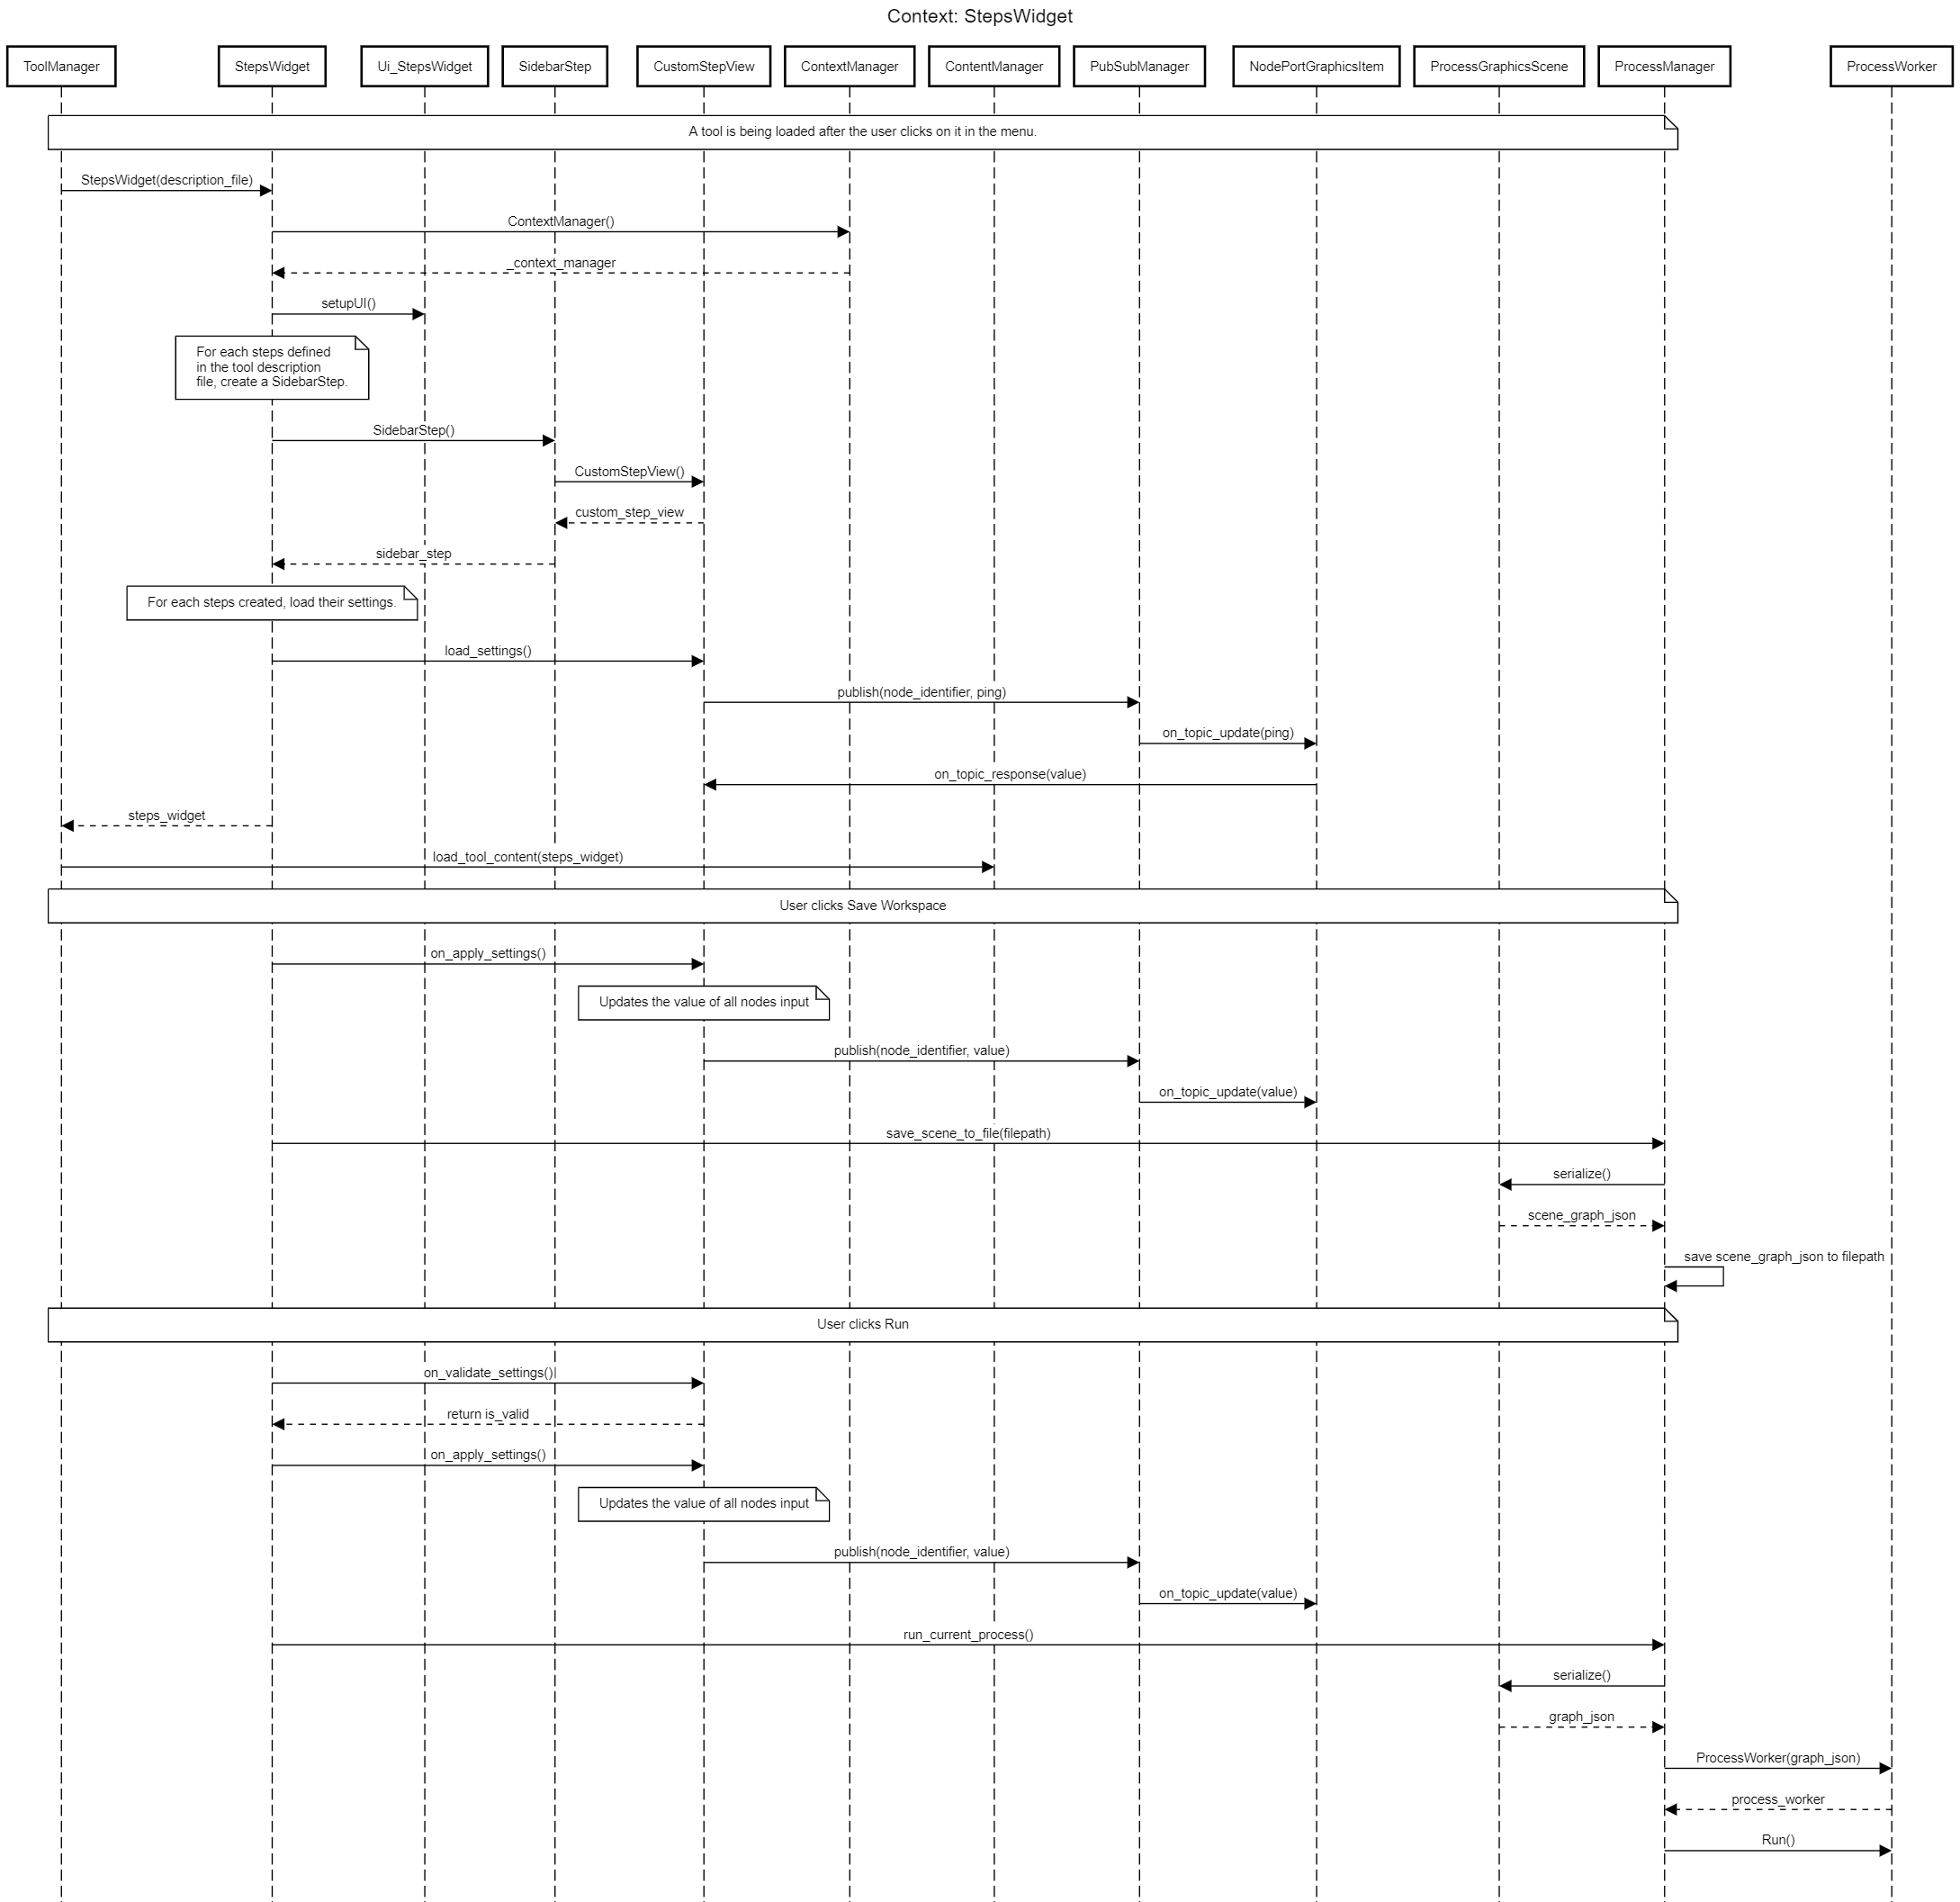 Context: StepsWidget
ToolManager
StepsWidget
Ui_StepsWidget
SidebarStep
CustomStepView
ContextManager
ContentManager
PubSubManager
NodePortGraphicsItem
ProcessGraphicsScene
ProcessManager
ProcessWorker
A tool is being loaded after the user clicks on it in the menu.
StepsWidget(description_file)
ContextManager()
_context_manager
setupUI()
For each steps defined
in the tool description
file, create a SidebarStep.
SidebarStep()
CustomStepView()
custom_step_view
sidebar_step
For each steps created, load their settings.
load_settings()
publish(node_identifier, ping)
on_topic_update(ping)
on_topic_response(value)
steps_widget
load_tool_content(steps_widget)
User clicks Save Workspace
on_apply_settings()
Updates the value of all nodes input
publish(node_identifier, value)
on_topic_update(value)
save_scene_to_file(filepath)
serialize()
scene_graph_json
save scene_graph_json to filepath
User clicks Run
on_validate_settings()
return is_valid
on_apply_settings()
Updates the value of all nodes input
publish(node_identifier, value)
on_topic_update(value)
run_current_process()
serialize()
graph_json
ProcessWorker(graph_json)
process_worker
Run()